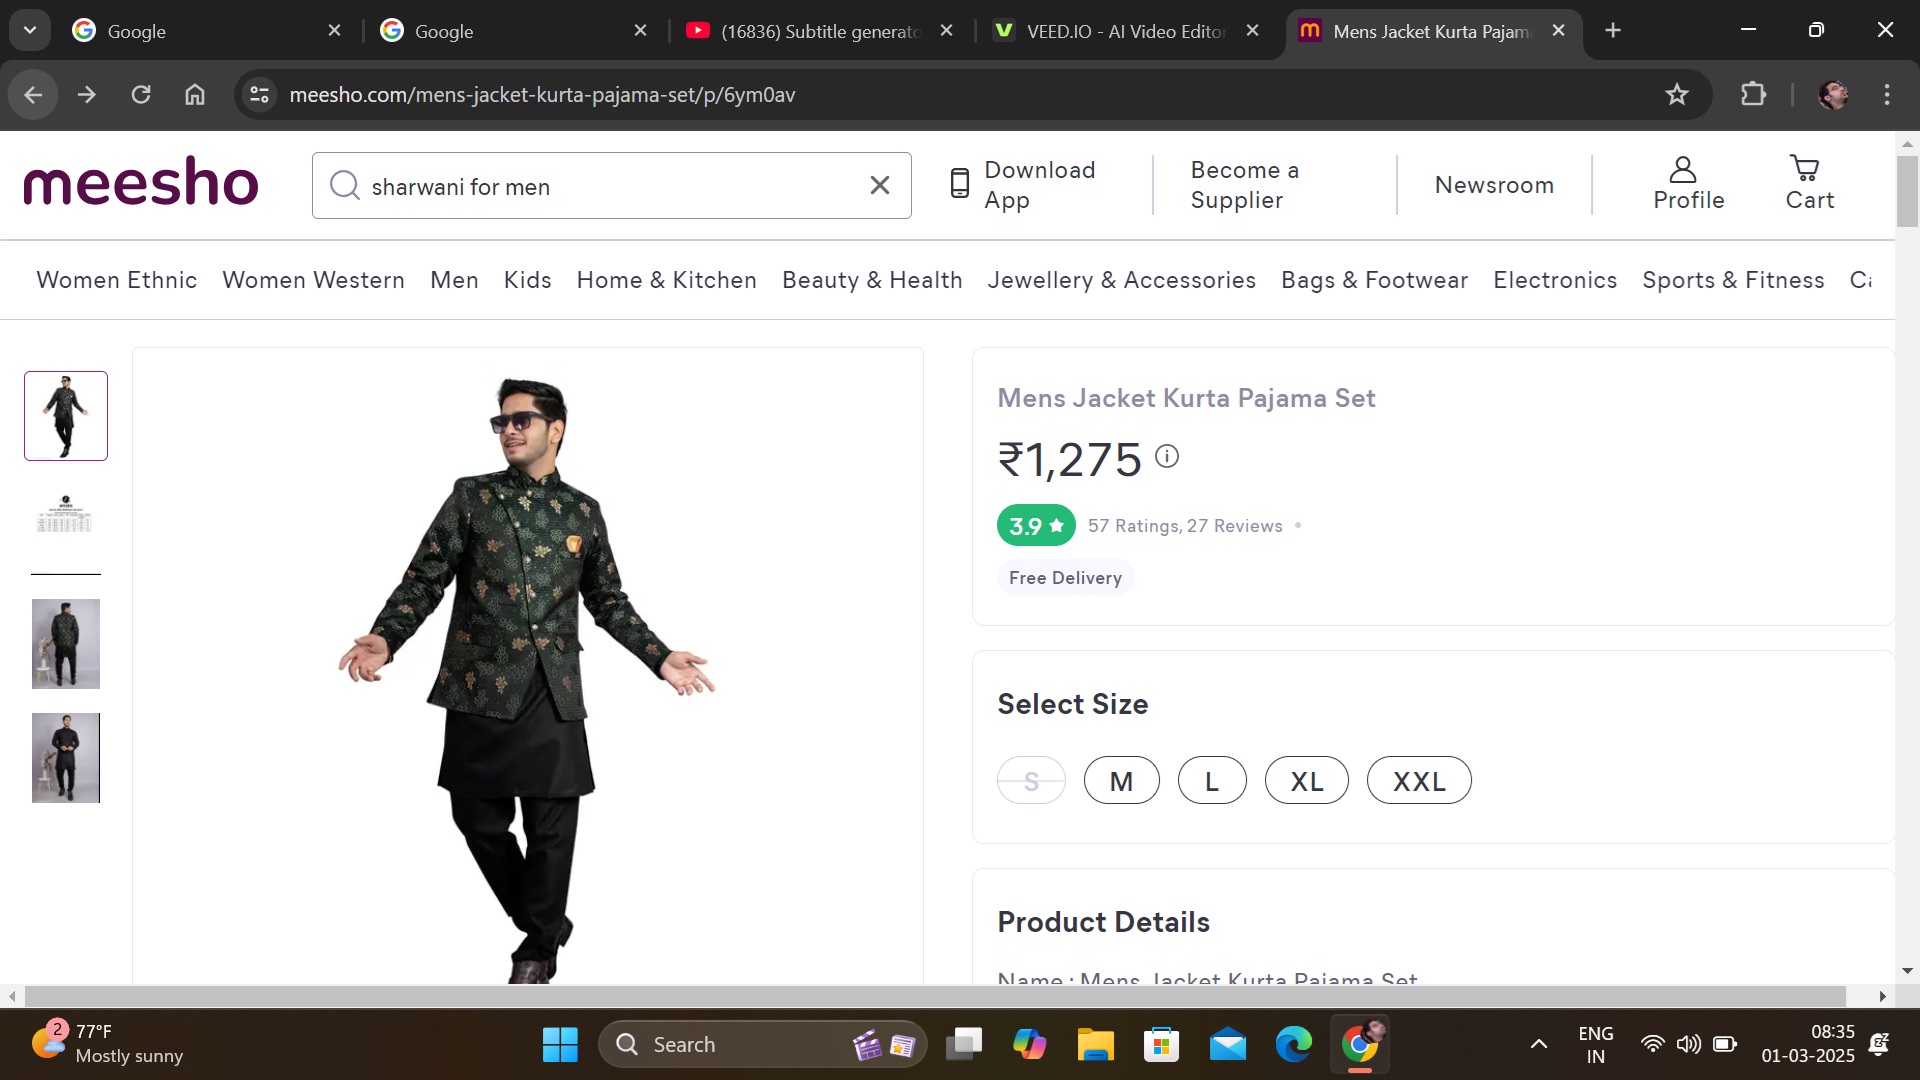 Google
Google
(16836) Subtitle generato
VEED.IO - AI Video Editor
Mens Jacket Kurta Pajam
meesho.com/mens-jacket-kurta-pajama-set/p/6ym0av
meesho
sharwani for men
Download App
Become a Supplier
Newsroom
Profile
Cart
Women Ethnic Women Western Men Kids Home & Kitchen Beauty & Health Jewellery & Accessories Bags & Footwear Electronics Sports & Fitness
Mens Jacket Kurta Pajama Set
₹1,275
3.9 ★ 57 Ratings, 27 Reviews
Free Delivery
Select Size
S M L XL XXL
Product Details
Name : Mens Jacket Kurta Pajama Set
2
77°F
Mostly sunny
Search
ENG
IN
08:35
01-03-2025